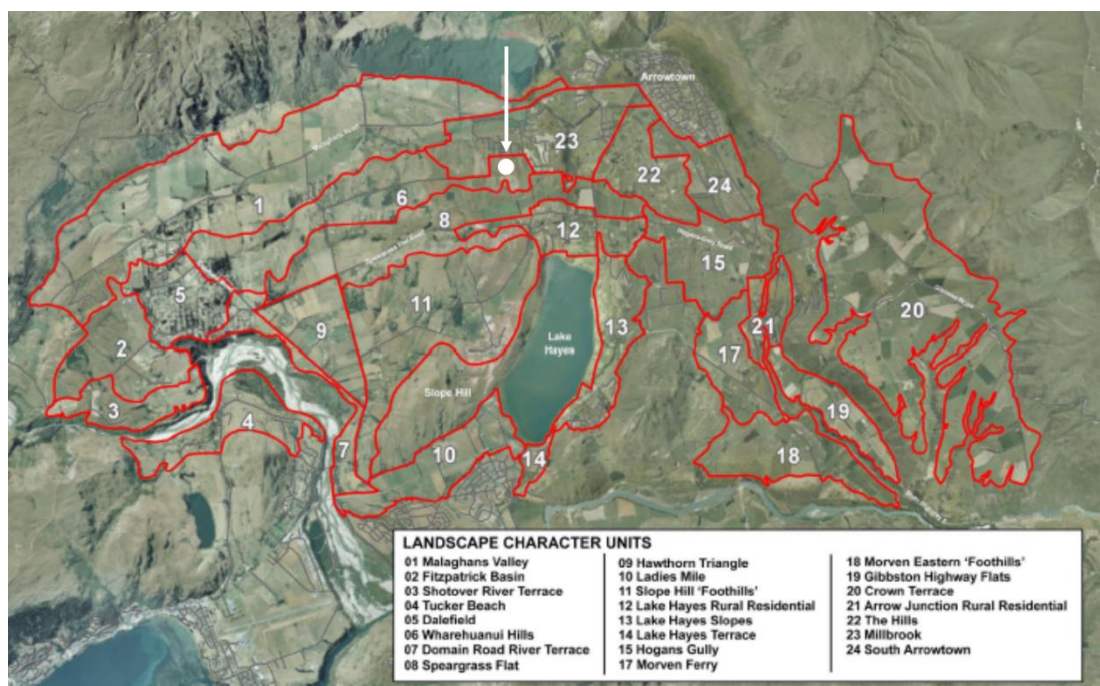 Arrowtown
23
22
24
1
6
8
12
15
5
11
20
9
Lake
Hayes
13
21
2
17
Slope Hill
3
19
4
7
10
14
18
LANDSCAPE CHARACTER UNITS
01 Malaghans Valley
02 Fitzpatrick Basin
03 Shotover River Terrace
04 Tucker Beach
05 Dalefield
06 Wharehuanui Hills
07 Domain Road River Terrace
08 Speargrass Flat
09 Hawthorn Triangle
10 Ladies Mile
11 Slope Hill 'Foothills'
12 Lake Hayes Rural Residential
13 Lake Hayes Slopes
14 Lake Hayes Terrace
15 Hogans Gully
17 Morven Ferry
18 Morven Eastern 'Foothills'
19 Gibbston Highway Flats
20 Crown Terrace
21 Arrow Junction Rural Residential
22 The Hills
23 Millbrook
24 South Arrowtown